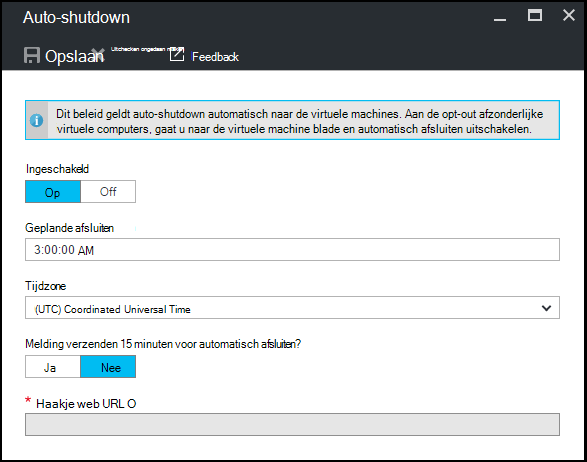 Auto-shutdown
Opslaan Uitchecken ongedaan maken Feedback
Dit beleid geldt auto-shutdown automatisch naar de virtuele machines. Aan de opt-out afzonderlijke
virtuele computers, gaat u naar de virtuele machine blade en automatisch afsluiten uitschakelen.
Ingeschakeld
Op Off
Geplande afsluiten
3:00:00 AM
Tijdzone
(UTC) Coordinated Universal Time
Melding verzenden 15 minuten voor automatisch afsluiten?
Ja Nee
* Haakje web URL O